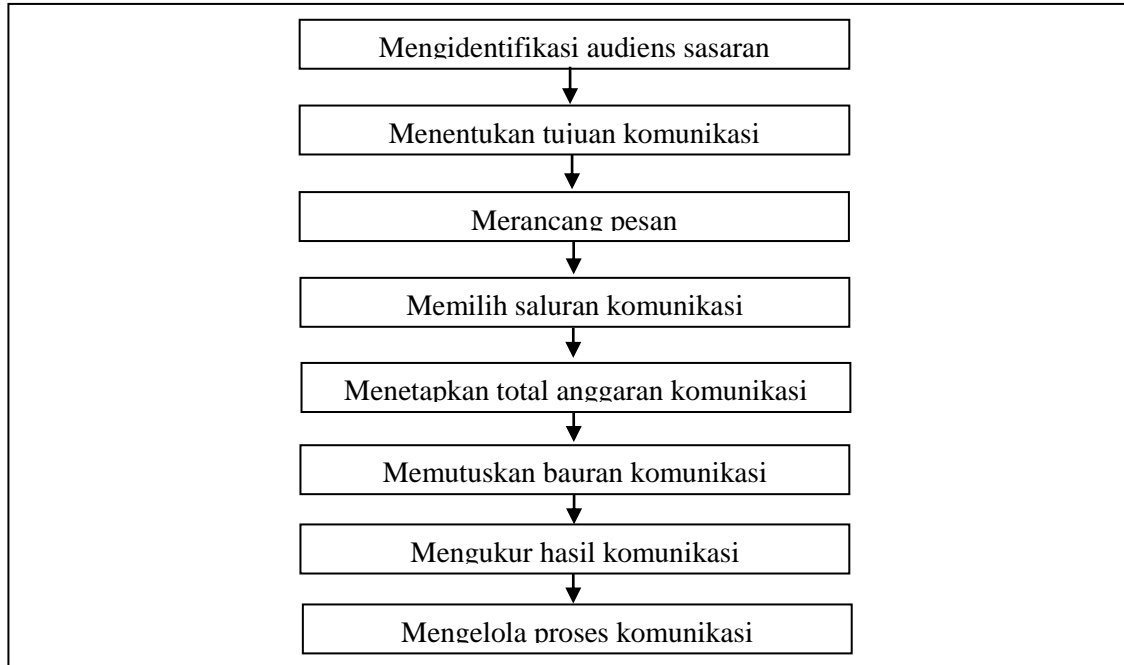 Mengidentifikasi audiens sasaran
Menentukan tujuan komunikasi
Merancang pesan
Memilih saluran komunikasi
Menetapkan total anggaran komunikasi
Memutuskan bauran komunikasi
Mengukur hasil komunikasi
Mengelola proses komunikasi